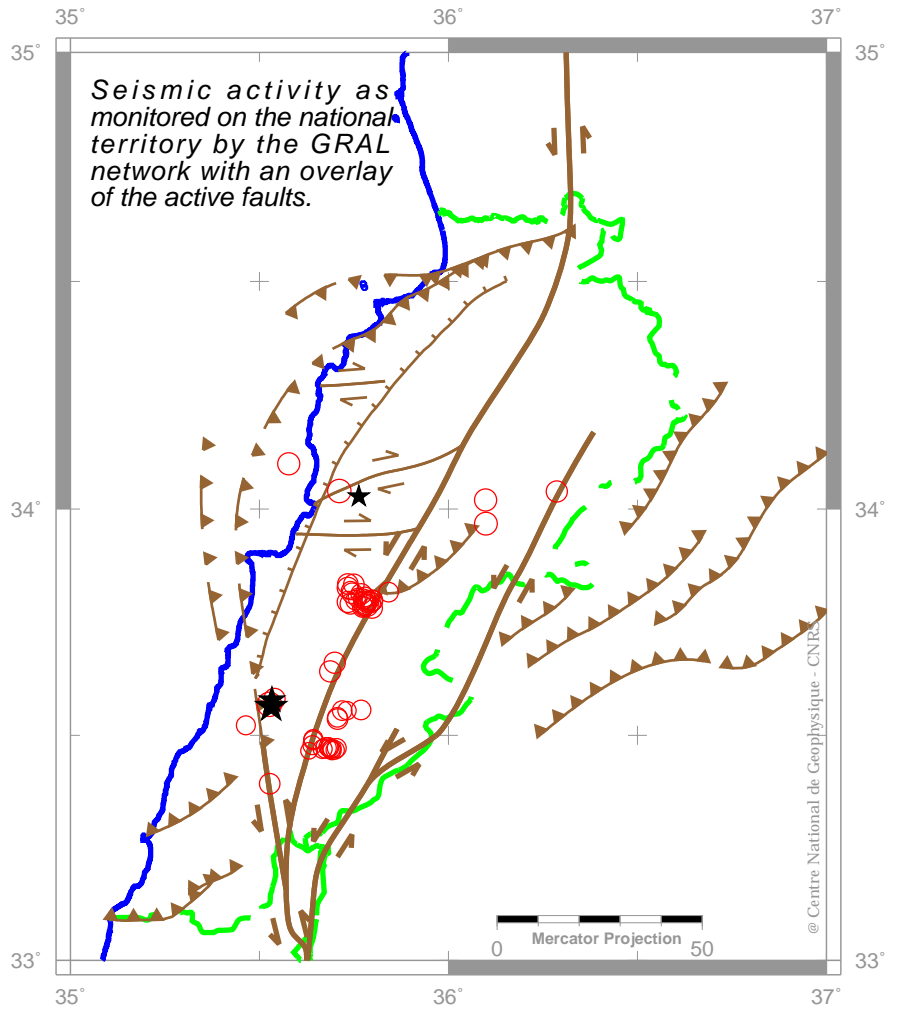 35˚ 36˚ 37˚
35˚ 35˚
Seismic activity as
monitored on the national
territory by the GRAL
network with an overlay
of the active faults.
34˚ 34˚
@ Centre National de Geophysique - CNRS
Mercator Projection
0 50
33˚ 33˚
35˚ 36˚ 37˚